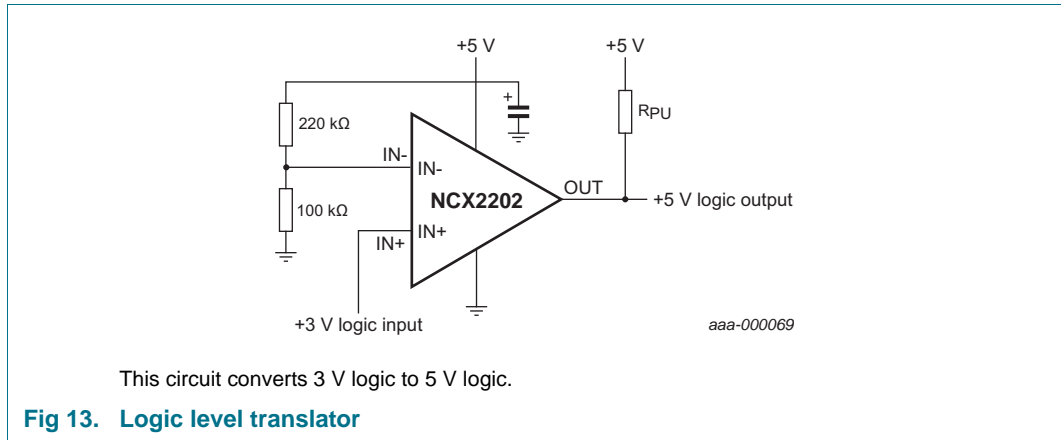 +5 V
+5 V
+
220 kΩ
RPU
IN-
IN-
NCX2202
OUT
+5 V logic output
100 kΩ
IN+
IN+
+3 V logic input
aaa-000069
This circuit converts 3 V logic to 5 V logic.
Fig 13. Logic level translator